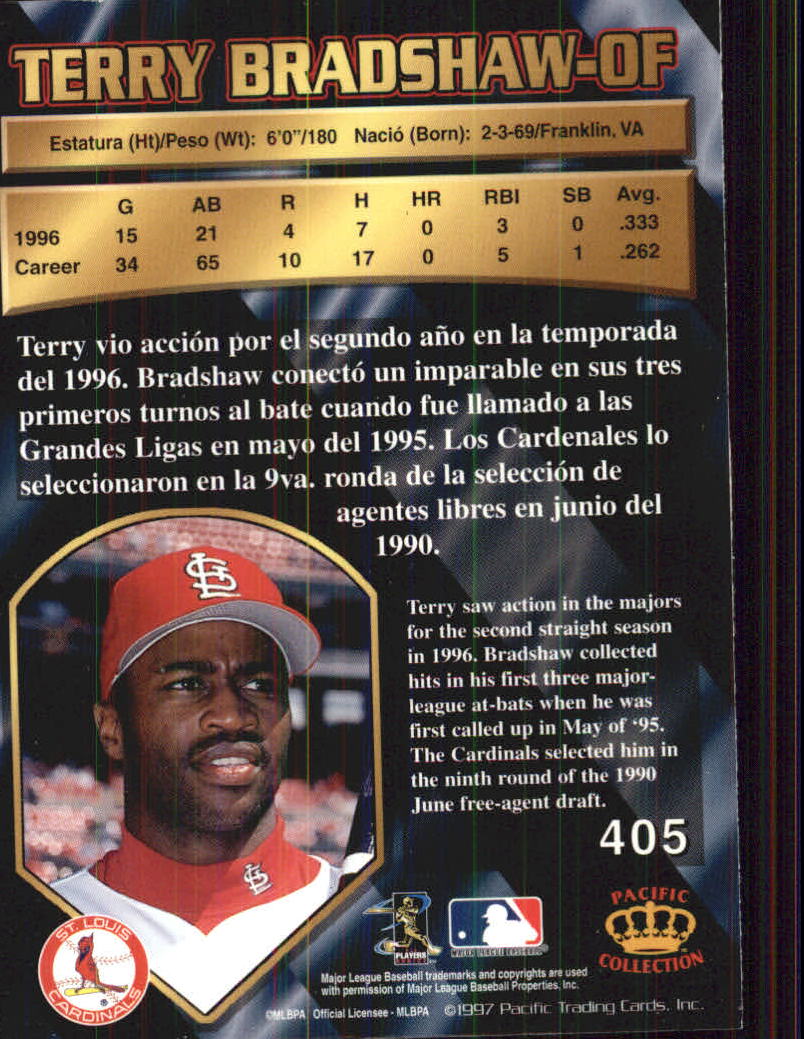 TERRY BRADSHAW-OF
Estatura (Ht)/Peso (Wt): 6'0"/180 Nació (Born): 2-3-69/Franklin, VA
G AB R H HR RBI SB Avg.
1996 15 21 4 7 0 3 0 .333
Career 34 65 10 17 0 5 1 .262
Terry vio acción por el segundo año en la temporada
del 1996. Bradshaw conectó un imparable en sus tres
primeros turnos al bate cuando fue llamado a las
Grandes Ligas en mayo del 1995. Los Cardenales lo
seleccionaron en la 9va. ronda de la selección de
agentes libres en junio del
1990.
Terry saw action in the majors
for the second straight season
in 1996. Bradshaw collected
hits in his first three major-
league at-bats when he was
first called up in May of ‘95.
The Cardinals selected him in
the ninth round of the 1990
June free-agent draft.
405
StL
StL
ST. LOUIS
CARDINALS
®
PLAYERS
CHOICE
MAJOR LEAGUE BASEBALL
PACIFIC
COLLECTION
Major League Baseball trademarks and copyrights are used
with permission of Major League Baseball Properties, Inc.
©MLBPA Official Licensee - MLBPA ©1997 Pacific Trading Cards, Inc.